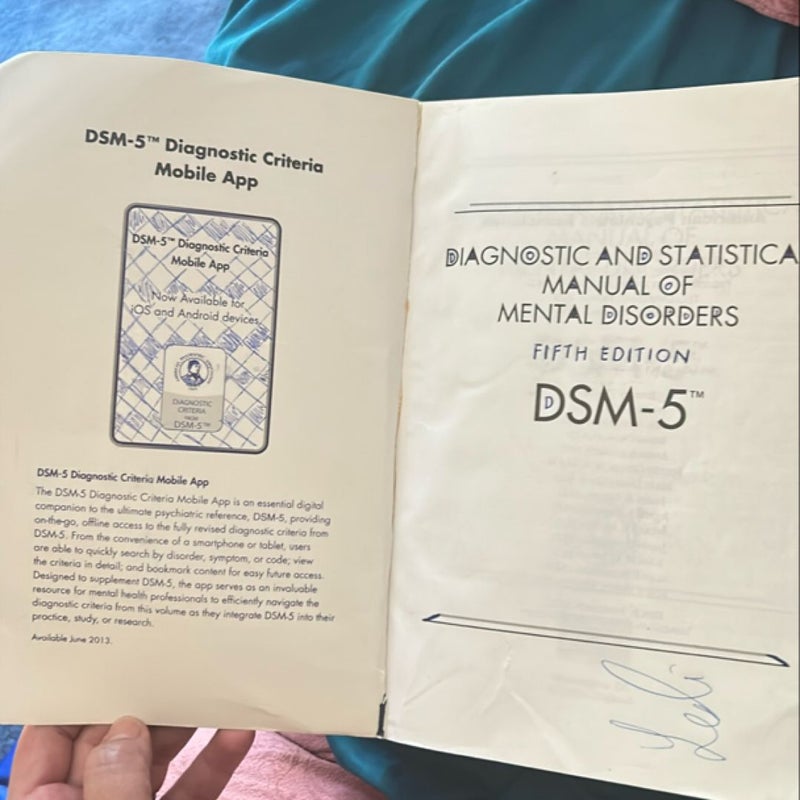 DSM-5™ Diagnostic Criteria
Mobile App
DSM-5™ Diagnostic Criteria
Mobile App
Now Available for
iOS and Android devices
DIAGNOSTIC
CRITERIA
FROM
DSM-5™
DSM-5 Diagnostic Criteria Mobile App
The DSM-5 Diagnostic Criteria Mobile App is an essential digital
companion to the ultimate psychiatric reference, DSM-5, providing
on-the-go, offline access to the fully revised diagnostic criteria from
DSM-5. From the convenience of a smartphone or tablet, users
are able to quickly search by disorder, symptom, or code; view
the criteria in detail; and bookmark content for easy future access.
Designed to supplement DSM-5, the app serves as an invaluable
resource for mental health professionals to efficiently navigate the
diagnostic criteria from this volume as they integrate DSM-5 into their
practice, study, or research.
Available June 2013.
DIAGNOSTIC AND STATISTICA
MANUAL OF
MENTAL DISORDERS
FIFTH EDITION
DSM-5™